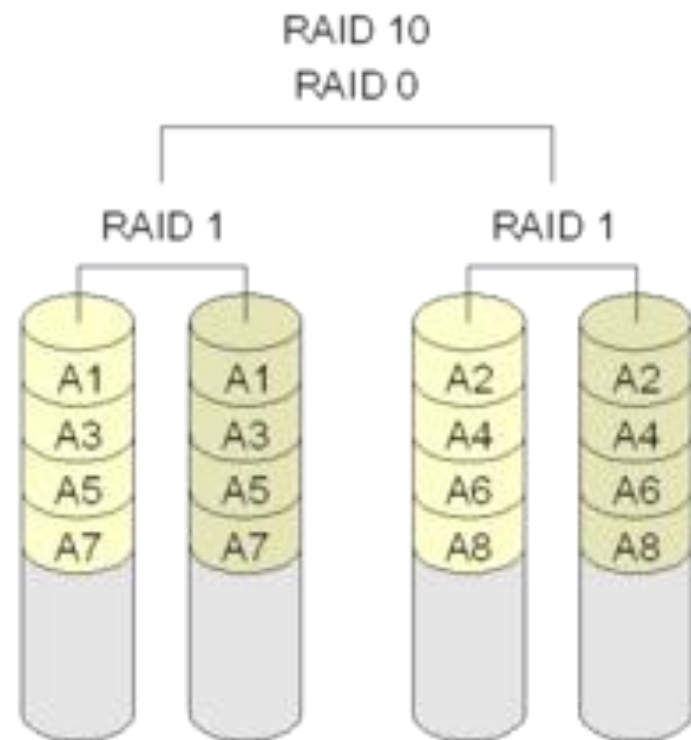 RAID 10
RAID 0
RAID 1 RAID 1
A1 A1 A2 A2
A3 A3 A4 A4
A5 A5 A6 A6
A7 A7 A8 A8